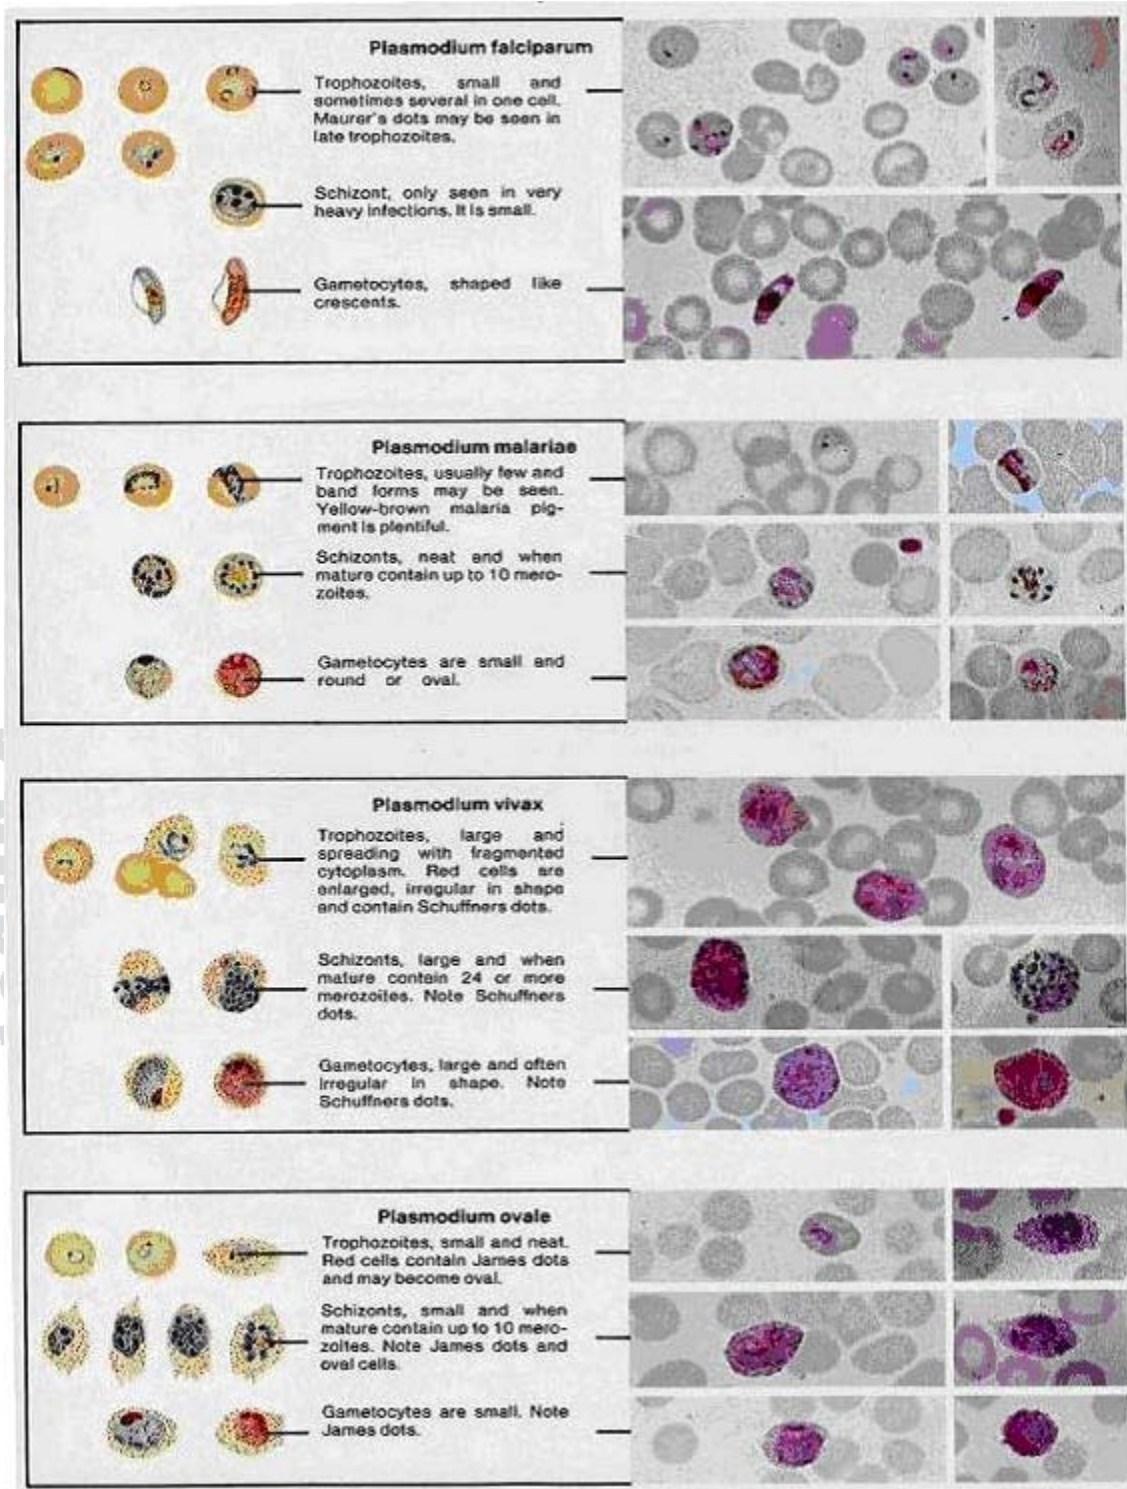 Plasmodium falciparum
Trophozoites, small and
sometimes several in one cell.
Maurer's dots may be seen in
late trophozoites.
Schizont, only seen in very
heavy infections. It is small.
Gametocytes, shaped like
crescents.
Plasmodium malariae
Trophozoites, usually few and
band forms may be seen.
Yellow-brown malaria pig-
ment is plentiful.
Schizonts, neat and when
mature contain up to 10 mero-
zoites.
Gametocytes are small and
round or oval.
Plasmodium vivax
Trophozoites, large and
spreading with fragmented
cytoplasm. Red cells are
enlarged, irregular in shape
and contain Schuffners dots.
Schizonts, large and when
mature contain 24 or more
merozoites. Note Schuffners
dots.
Gametocytes, large and often
irregular in shape. Note
Schuffners dots.
Plasmodium ovale
Trophozoites, small and neat.
Red cells contain James dots
and may become oval.
Schizonts, small and when
mature contain up to 10 mero-
zoites. Note James dots and
oval cells.
Gametocytes are small. Note
James dots.